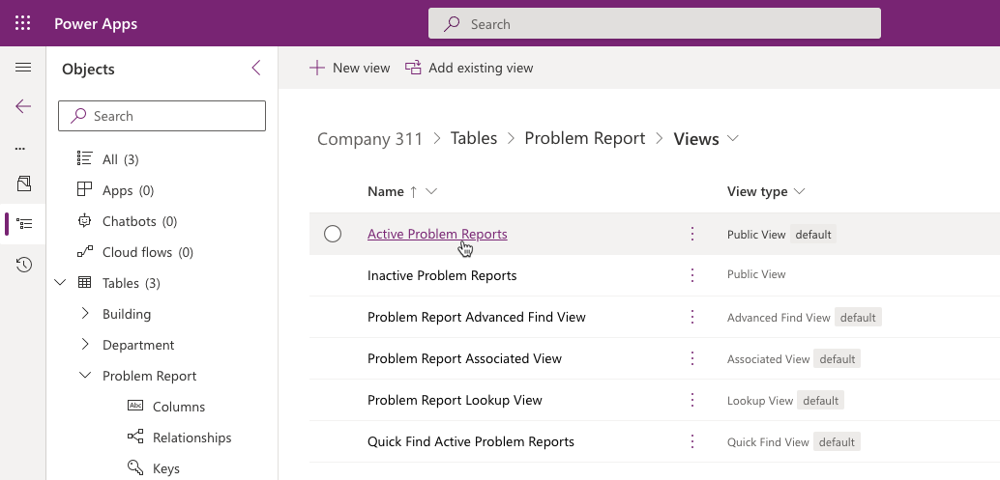 Power Apps
Search
Objects
New view
Add existing view
Search
All (3)
Apps (0)
Chatbots (0)
Cloud flows (0)
Tables (3)
Building
Department
Problem Report
Abc Columns
Relationships
Keys
Company 311 > Tables > Problem Report > Views
Name ↑ View type
Active Problem Reports Public View default
Inactive Problem Reports Public View
Problem Report Advanced Find View Advanced Find View default
Problem Report Associated View Associated View default
Problem Report Lookup View Lookup View default
Quick Find Active Problem Reports Quick Find View default